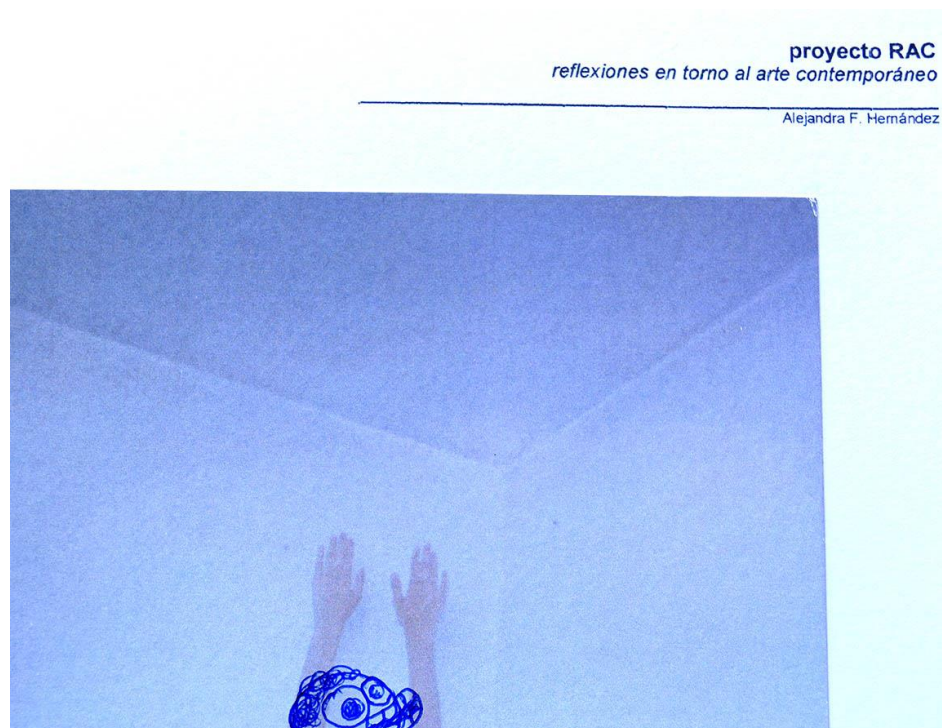 proyecto RAC
reflexiones en torno al arte contemporáneo
Alejandra F. Hernández